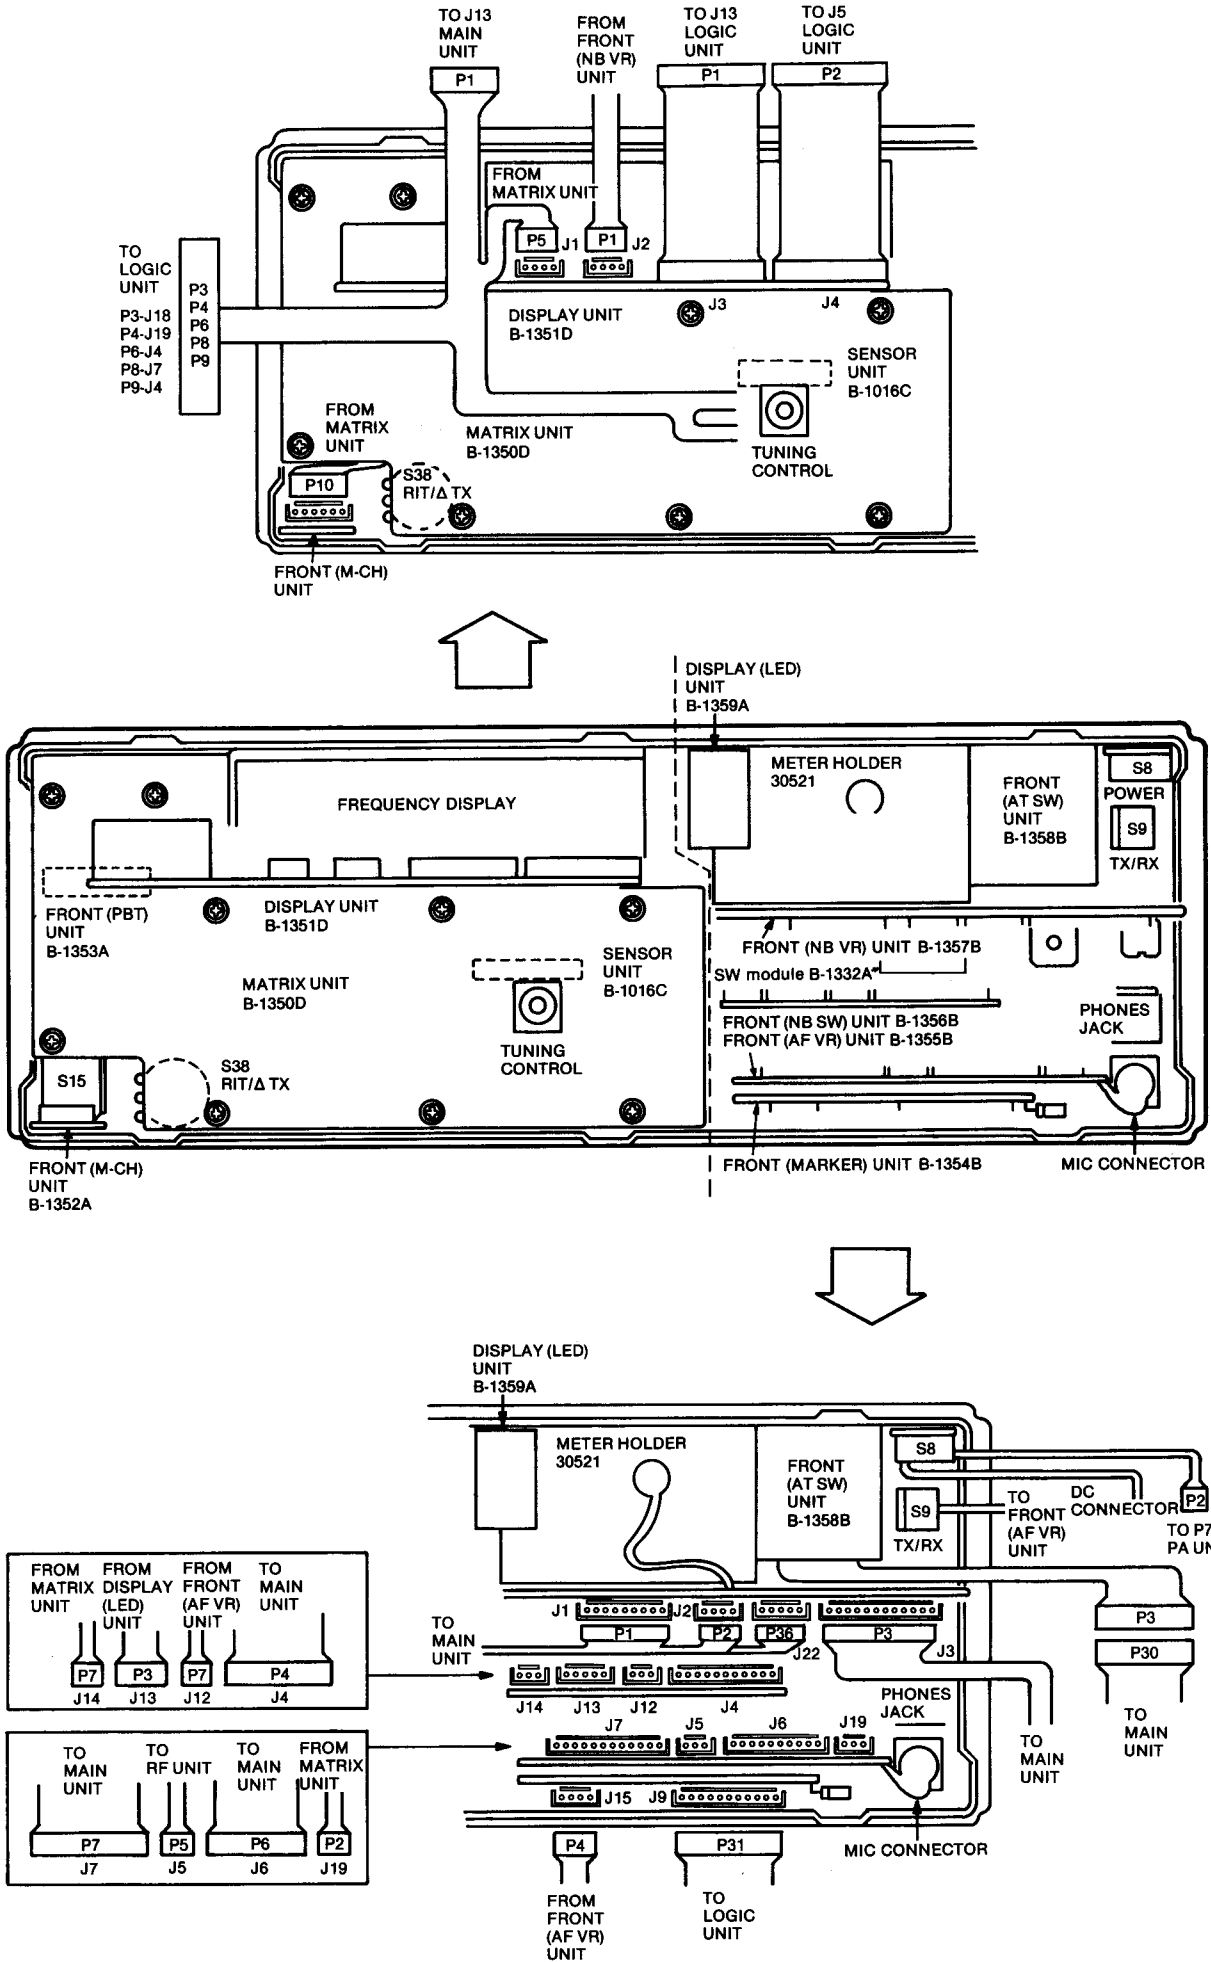 TO J13
MAIN
UNIT
P1
FROM
FRONT
(NB VR)
UNIT
TO J13
LOGIC
UNIT
P1
TO J5
LOGIC
UNIT
P2
FROM
MATRIX UNIT
P5
J1
P1
J2
TO
LOGIC
UNIT
P3-J18
P4-J19
P6-J4
P8-J7
P9-J4
P3
P4
P6
P8
P9
DISPLAY UNIT
B-1351D
J3
J4
SENSOR
UNIT
B-1016C
FROM
MATRIX
UNIT
MATRIX UNIT
B-1350D
TUNING
CONTROL
P10
S38
RIT/Δ TX
FRONT (M-CH)
UNIT
DISPLAY (LED)
UNIT
B-1359A
FREQUENCY DISPLAY
METER HOLDER
30521
FRONT
(AT SW)
UNIT
B-1358B
S8
POWER
S9
TX/RX
FRONT (PBT)
UNIT
B-1353A
DISPLAY UNIT
B-1351D
MATRIX UNIT
B-1350D
SENSOR
UNIT
B-1016C
TUNING
CONTROL
FRONT (NB VR) UNIT B-1357B
SW module B-1332A
FRONT (NB SW) UNIT B-1356B
FRONT (AF VR) UNIT B-1355B
PHONES
JACK
S15
S38
RIT/Δ TX
FRONT (M-CH)
UNIT
B-1352A
FRONT (MARKER) UNIT B-1354B
MIC CONNECTOR
DISPLAY (LED)
UNIT
B-1359A
METER HOLDER
30521
FRONT
(AT SW)
UNIT
B-1358B
S8
S9
TX/RX
TO
FRONT
(AF VR)
UNIT
DC
CONNECTOR
P2
TO P7
PA UN
P3
P30
TO
MAIN
UNIT
FROM
MATRIX
UNIT
FROM
DISPLAY
(LED)
UNIT
FROM
FRONT
(AF VR)
UNIT
TO
MAIN
UNIT
P7
P3
P7
P4
J14
J13
J12
J4
TO
MAIN
UNIT
J1
J2
P1
P2
P36
P3
J22
J3
J14
J13
J12
J4
PHONES
JACK
TO
MAIN
UNIT
TO
MAIN
UNIT
TO
RF UNIT
TO
MAIN
UNIT
FROM
MATRIX
UNIT
P7
P5
P6
P2
J7
J5
J6
J19
J7
J5
J6
J19
J15
J9
P4
P31
MIC CONNECTOR
FROM
FRONT
(AF VR)
UNIT
TO
LOGIC
UNIT